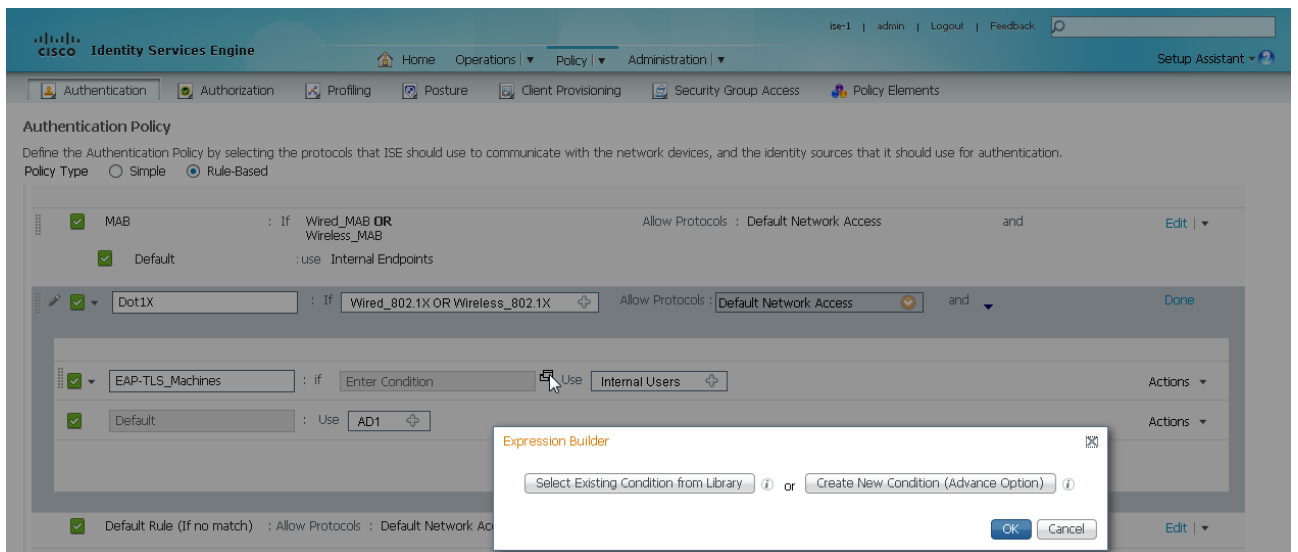 ise-1 | admin | Logout | Feedback
CISCO Identity Services Engine
Home Operations | ▼ Policy | ▼ Administration | ▼ Setup Assistant ▼
Authentication Authorization Profiling Posture Client Provisioning Security Group Access Policy Elements
Authentication Policy
Define the Authentication Policy by selecting the protocols that ISE should use to communicate with the network devices, and the identity sources that it should use for authentication.
Policy Type Simple Rule-Based
MAB : If Wired_MAB OR Allow Protocols : Default Network Access and Edit | ▼
Wireless_MAB
Default : use Internal Endpoints
Dot1X : If Wired_802.1X OR Wireless_802.1X Allow Protocols : Default Network Access and Done
EAP-TLS_Machines : if Enter Condition Use Internal Users Actions ▼
Default : Use AD1 Actions ▼
Expression Builder
Select Existing Condition from Library i or Create New Condition (Advance Option) i
Default Rule (If no match) : Allow Protocols : Default Network Ac OK Cancel Edit | ▼